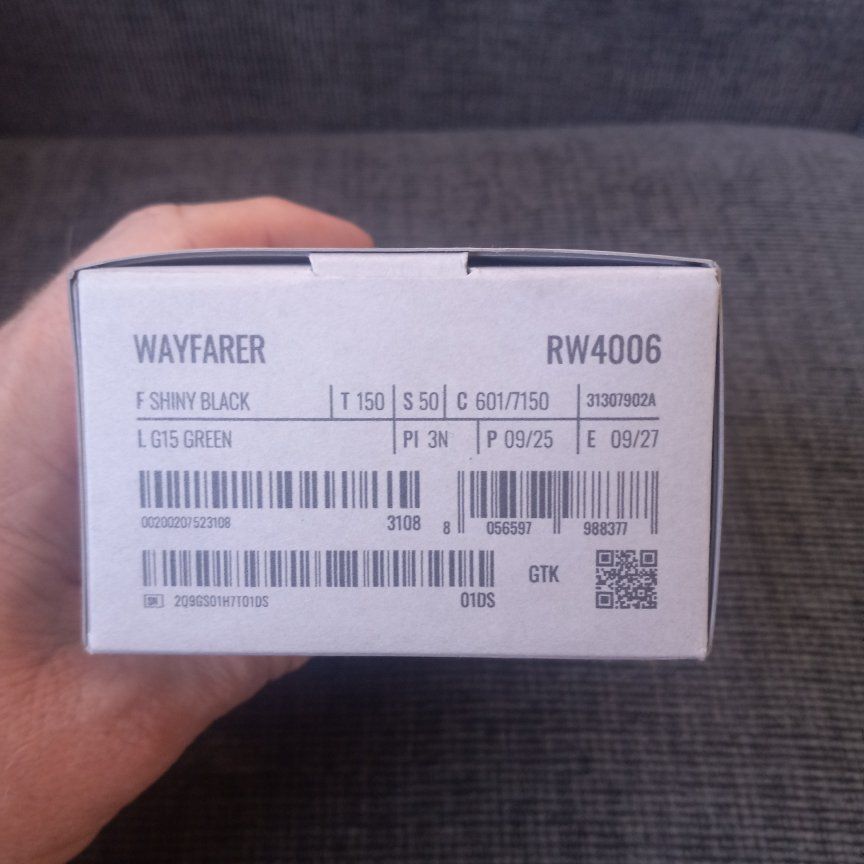 WAYFARER RW4006
F SHINY BLACK T 150 S 50 C 601/7150 31307902A
L G15 GREEN PI 3N P 09/25 E 09/27
00200207523108 3108 8 056597 988377
SN 2Q9GS01H7T01DS 01DS GTK